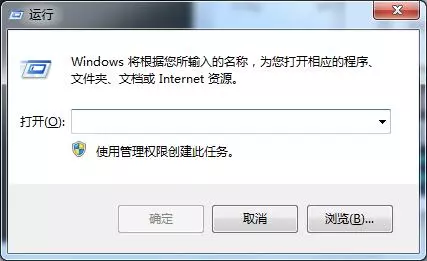 运行
Windows 将根据您所输入的名称，为您打开相应的程序、
文件夹、文档或 Internet 资源。
打开(O):
使用管理权限创建此任务。
确定 取消 浏览(B)...